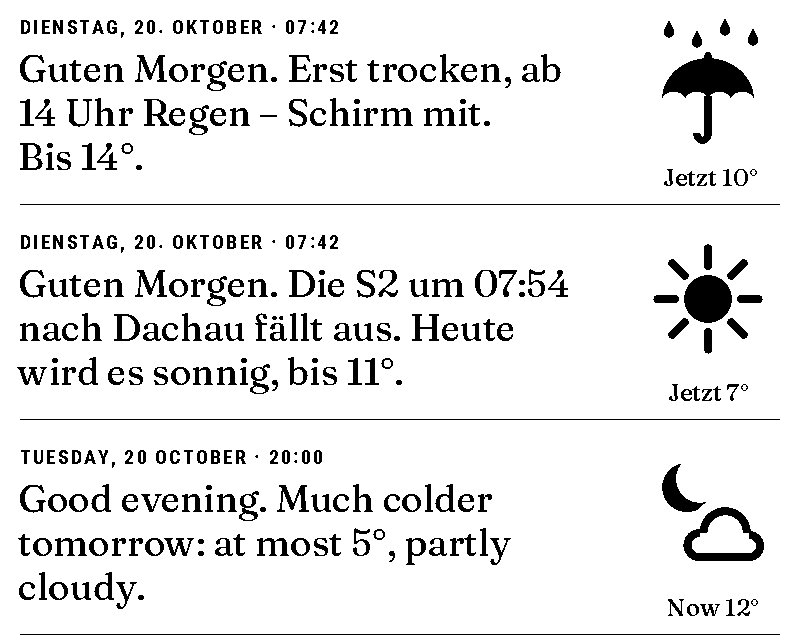 DIENSTAG, 20. OKTOBER · 07:42
Guten Morgen. Erst trocken, ab
14 Uhr Regen – Schirm mit.
Bis 14°.
Jetzt 10°
DIENSTAG, 20. OKTOBER · 07:42
Guten Morgen. Die S2 um 07:54
nach Dachau fällt aus. Heute
wird es sonnig, bis 11°.
Jetzt 7°
TUESDAY, 20 OCTOBER · 20:00
Good evening. Much colder
tomorrow: at most 5°, partly
cloudy.
Now 12°